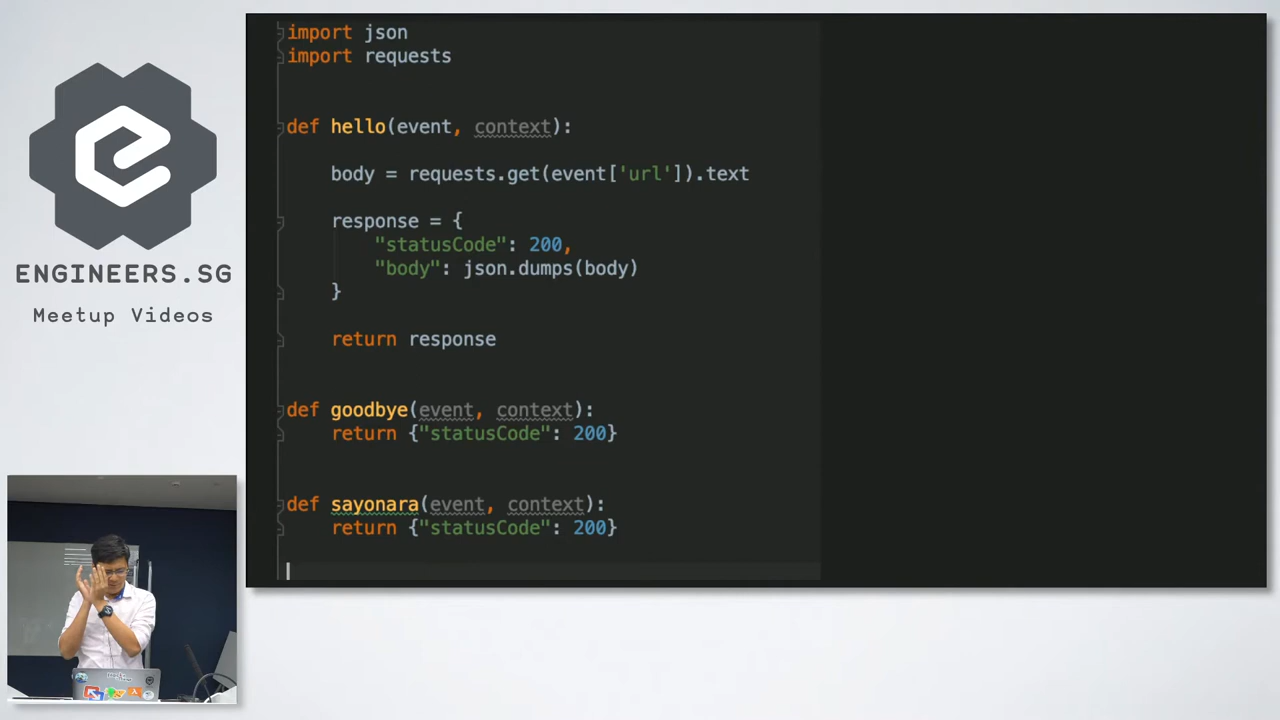 ENGINEERS.SG
Meetup Videos
import json
import requests
def hello(event, context):
body = requests.get(event['url']).text
response = {
"statusCode": 200,
"body": json.dumps(body)
}
return response
def goodbye(event, context):
return {"statusCode": 200}
def sayonara(event, context):
return {"statusCode": 200}